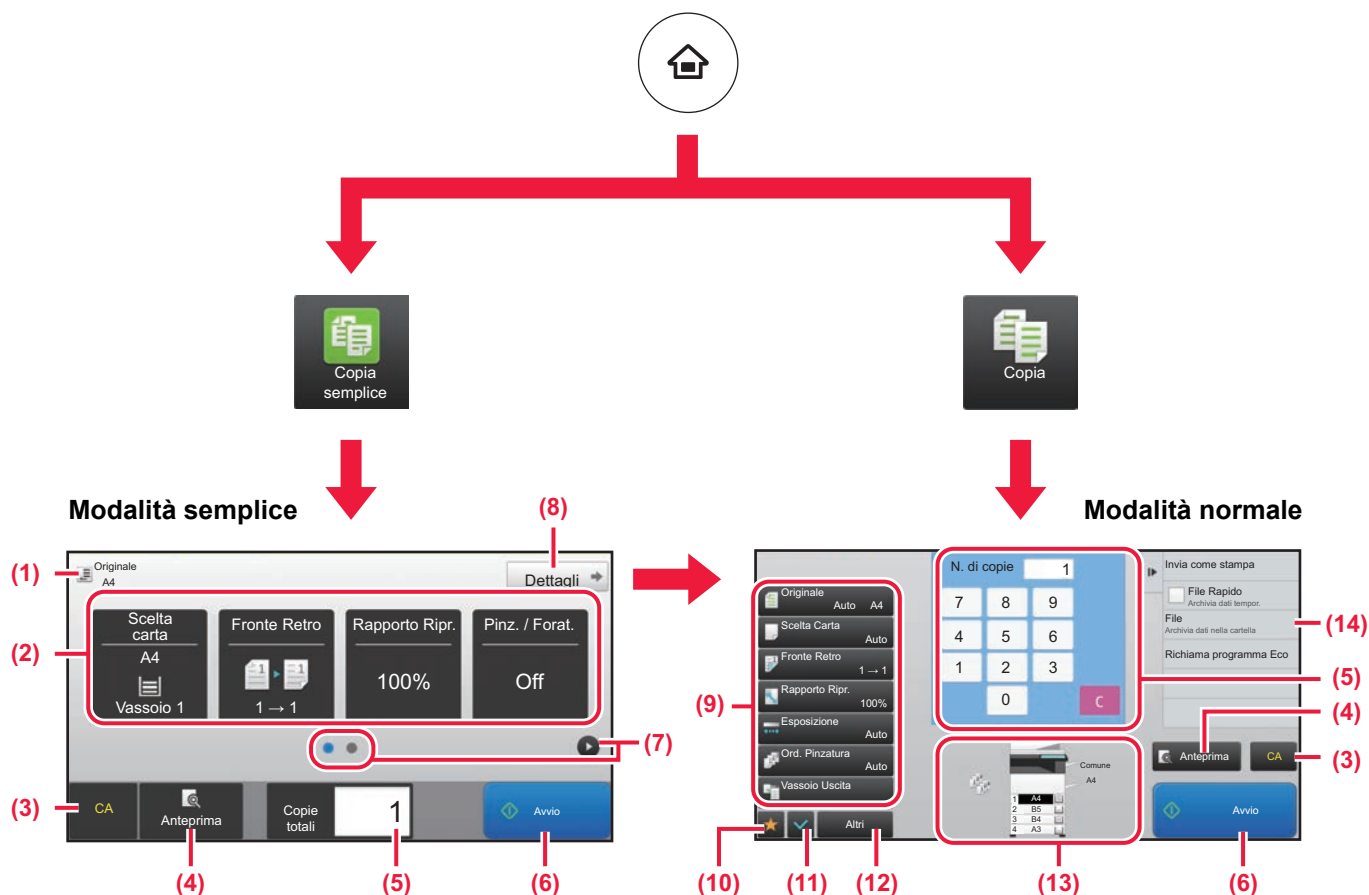 Copia
semplice
Copia
Modalità semplice
(8)
Modalità normale
(1)
Originale
A4
Dettagli
(2)
Scelta
carta
A4
Vassoio 1
Fronte Retro
1
1
1 → 1
Rapporto Ripr.
100%
Pinz. / Forat.
Off
(7)
(3)
CA
Anteprima
Copie
totali
1
Avvio
(4)
(5)
(6)
(9)
Originale
Auto A4
Scelta Carta
Auto
Fronte Retro
1 → 1
Rapporto Ripr.
100%
Esposizione
Auto
Ord. Pinzatura
Auto
Vassoio Uscita
Altri
N. di copie
1
7 8 9
4 5 6
1 2 3
0
C
Comune
A4
1 A4
2 B5
3 B4
4 A3
Invia come stampa
File Rapido
Archivia dati tempor.
File
Archivia dati nella cartella
Richiama programma Eco
(14)
(5)
(4)
Anteprima
CA
(3)
Avvio
(10)
(11)
(12)
(13)
(6)